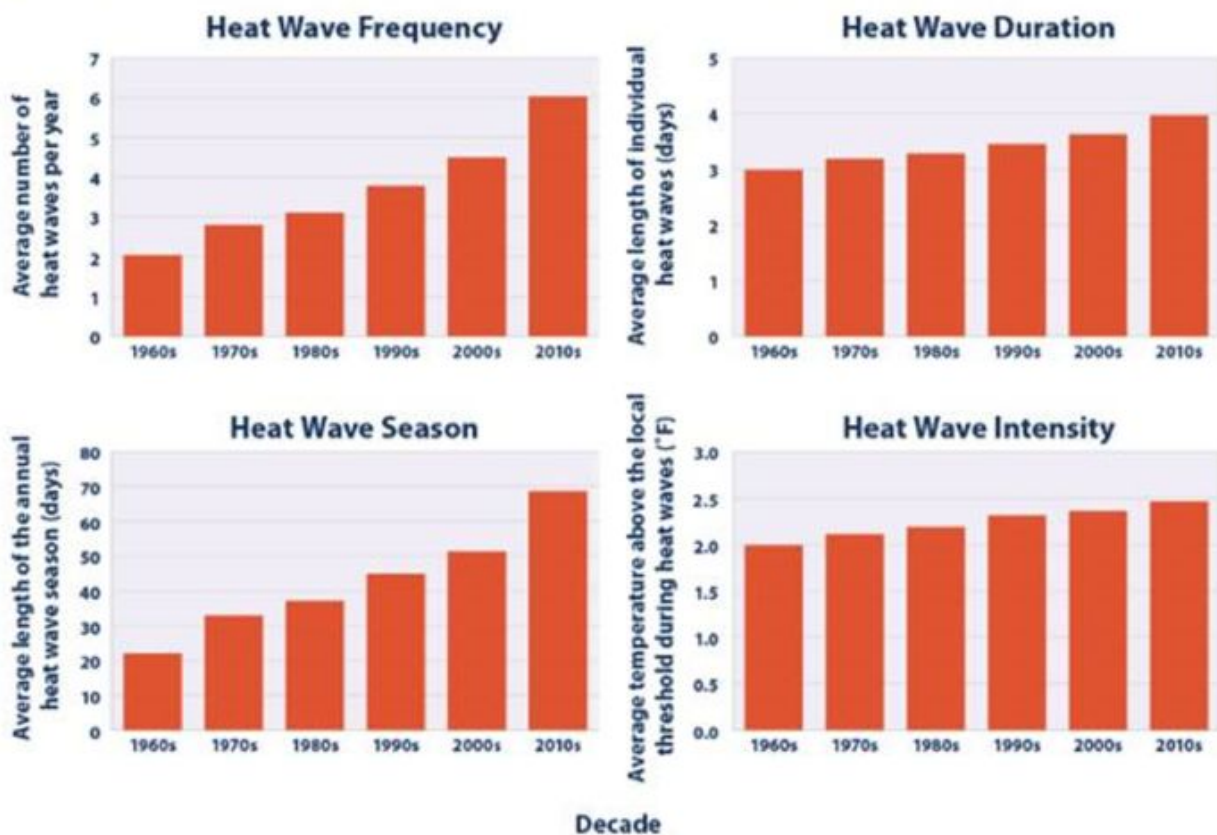 Heat Wave Frequency
Average number of
heat waves per year
7
6
5
4
3
2
1
0
1960s 1970s 1980s 1990s 2000s 2010s
Heat Wave Duration
Average length of individual
heat waves (days)
5
4
3
2
1
0
1960s 1970s 1980s 1990s 2000s 2010s
Heat Wave Season
Average length of the annual
heat wave season (days)
80
70
60
50
40
30
20
10
0
1960s 1970s 1980s 1990s 2000s 2010s
Heat Wave Intensity
Average temperature above the local
threshold during heat waves (˚F)
3.0
2.5
2.0
1.5
1.0
0.5
0.0
1960s 1970s 1980s 1990s 2000s 2010s
Decade